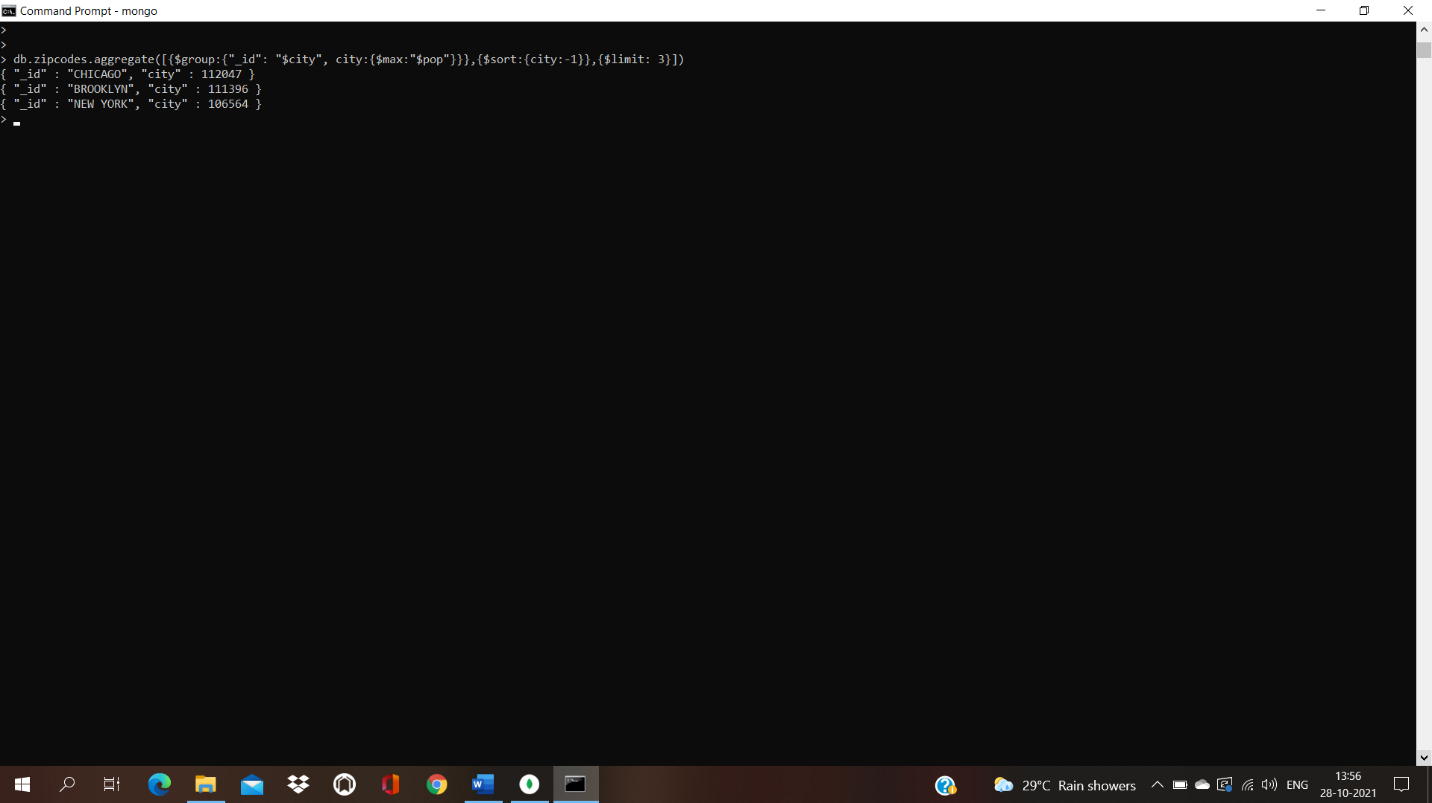 Command Prompt - mongo
>
>
> db.zipcodes.aggregate([{$group:{"_id": "$city", city:{$max:"$pop"}}},{$sort:{city:-1}},{$limit: 3}])
{ "_id" : "CHICAGO", "city" : 112047 }
{ "_id" : "BROOKLYN", "city" : 111396 }
{ "_id" : "NEW YORK", "city" : 106564 }
>
29°C Rain showers
ENG
13:56
28-10-2021